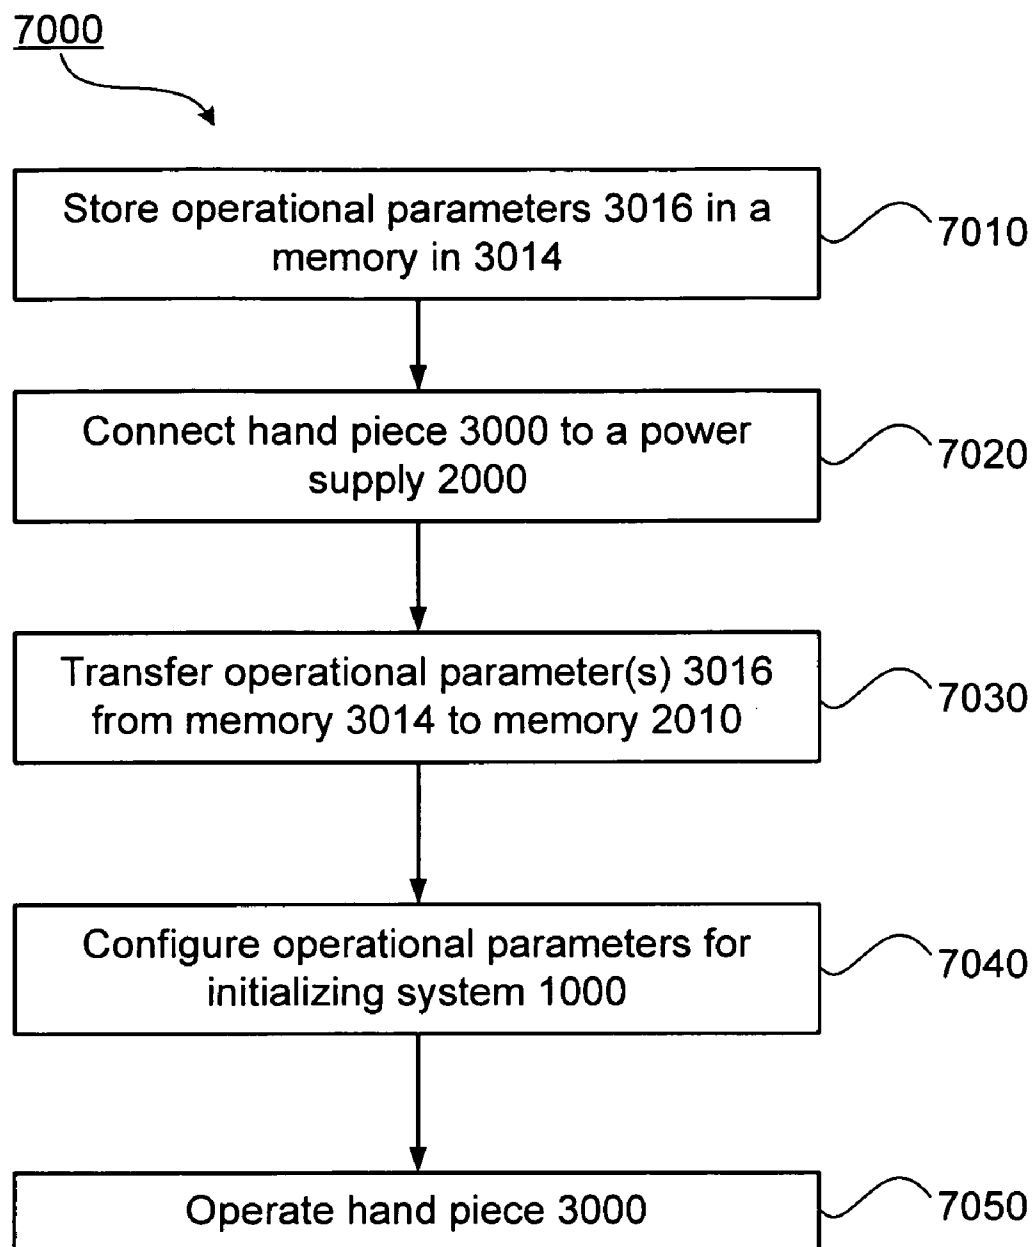 7000
Store operational parameters 3016 in a
memory in 3014
7010
Connect hand piece 3000 to a power
supply 2000
7020
Transfer operational parameter(s) 3016
from memory 3014 to memory 2010
7030
Configure operational parameters for
initializing system 1000
7040
Operate hand piece 3000
7050